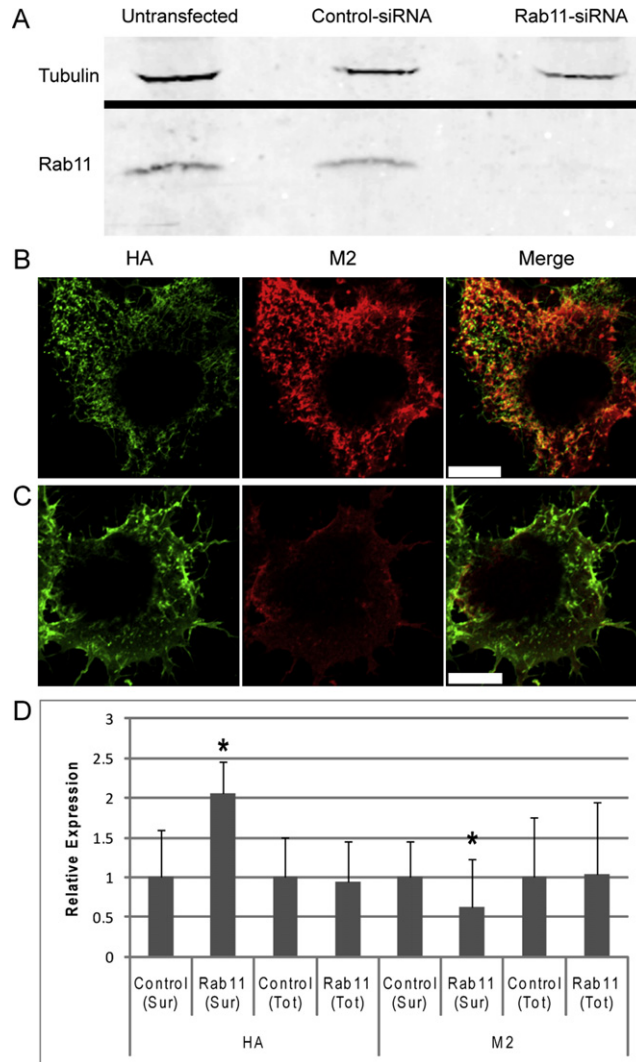 A
Untransfected Control-siRNA Rab11-siRNA
Tubulin
Rab11
B
HA M2 Merge
C
D
Relative Expression
3
2.5
2
1.5
1
0.5
0
*
*
Control (Sur)
Rab11 (Sur)
Control (Tot)
Rab11 (Tot)
Control (Sur)
Rab11 (Sur)
Control (Tot)
Rab11 (Tot)
HA M2